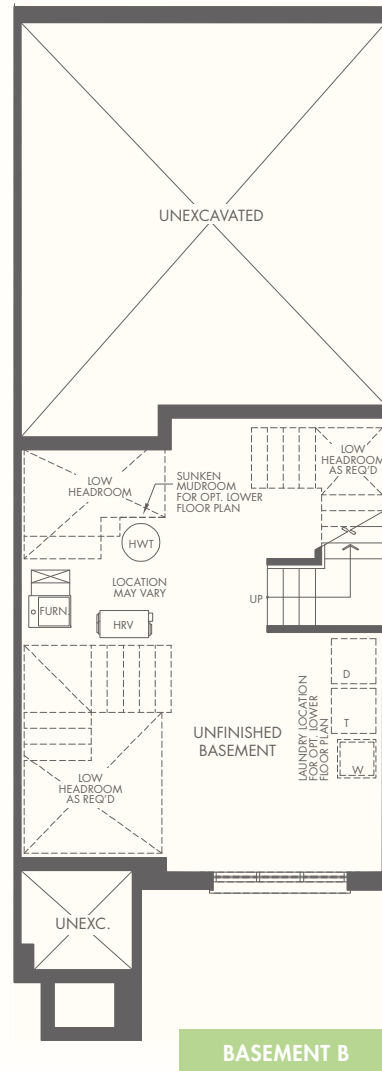 UNEXCAVATED
LOW
HEADROOM
AS REQ'D
LOW
HEADROOM
SUNKEN
MUDROOM
FOR OPT. LOWER
FLOOR PLAN
HWT
LOCATION
MAY VARY
FURN.
HRV
UP
D
T
W
LAUNDRY LOCATION
FOR OPT. LOWER
FLOOR PLAN
UNFINISHED
BASEMENT
LOW
HEADROOM
AS REQ'D
UNEXC.
BASEMENT B